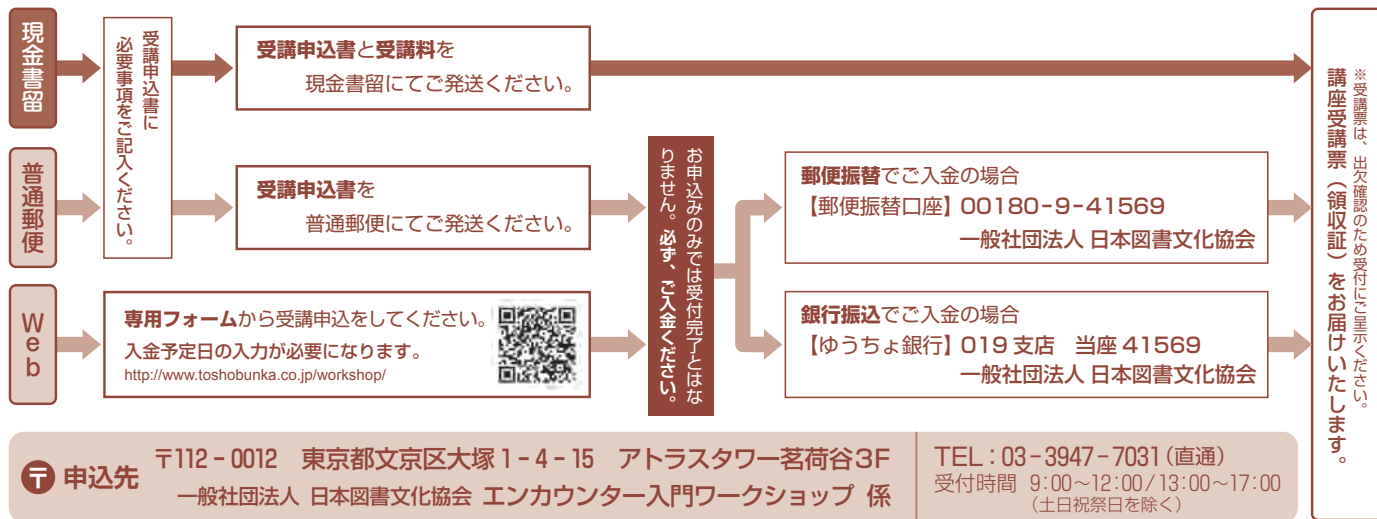 現金書留
受講申込書に
必要事項をご記入ください。
受講申込書と受講料を
現金書留にてご発送ください。
普通郵便
受講申込書を
普通郵便にてご発送ください。
Web
専用フォームから受講申込をしてください。
入金予定日の入力が必要になります。
http://www.toshobunka.co.jp/workshop/
お申込みのみでは受付完了とはな
りません。必ず、ご入金ください。
郵便振替でご入金の場合
【郵便振替口座】00180-9-41569
一般社団法人 日本図書文化協会
銀行振込でご入金の場合
【ゆうちょ銀行】019支店 当座41569
一般社団法人 日本図書文化協会
※受講票は、出欠確認のため受付にご呈示ください。
講座受講票（領収証）をお届けいたします。
〒申込先
〒112-0012 東京都文京区大塚1-4-15 アトラスタワー茗荷谷3F
一般社団法人 日本図書文化協会 エンカウンター入門ワークショップ 係
TEL：03-3947-7031（直通）
受付時間 9:00〜12:00/13:00〜17:00
（土日祝祭日を除く）